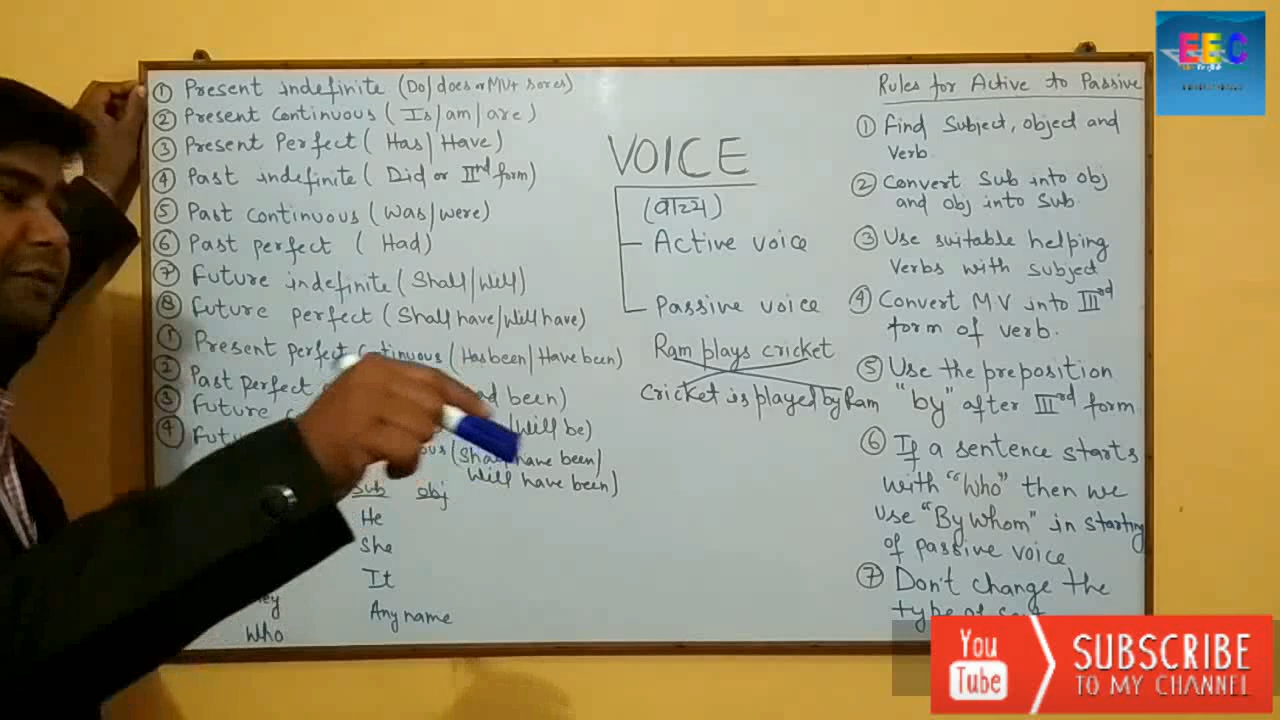 ① Present indefinite (Do/does or MV+ s or es)
② Present Continuous (Is/am/are)
③ Present Perfect (Has/Have)
④ Past indefinite (Did or IInd form)
⑤ Past Continuous (was/were)
⑥ Past perfect (Had)
⑦ Future indefinite (Shall/Will)
⑧ Future perfect (Shall have/Will have)
① Present perfect Continuous (Has been/Have been)
② Past perfect been)
③ Future /Will be)
④ (Shall have been/
Will have been)
Sub obj
He
She
It
Any name
Who
VOICE
(वाच्य)
Active voice
Passive voice
Ram plays cricket
Cricket is played by Ram
Rules for Active to Passive
① Find Subject, object and
Verb.
② Convert Sub into obj
and obj into Sub.
③ Use suitable helping
Verbs with subject
④ Convert MV into IIIrd
form of verb.
⑤ Use the preposition
"by" after IIIrd form
⑥ If a sentence starts
with "Who" then we
use "By whom" in starting
of passive voice
⑦ Don't change the
type of
EEC
You
Tube
SUBSCRIBE
TO MY CHANNEL